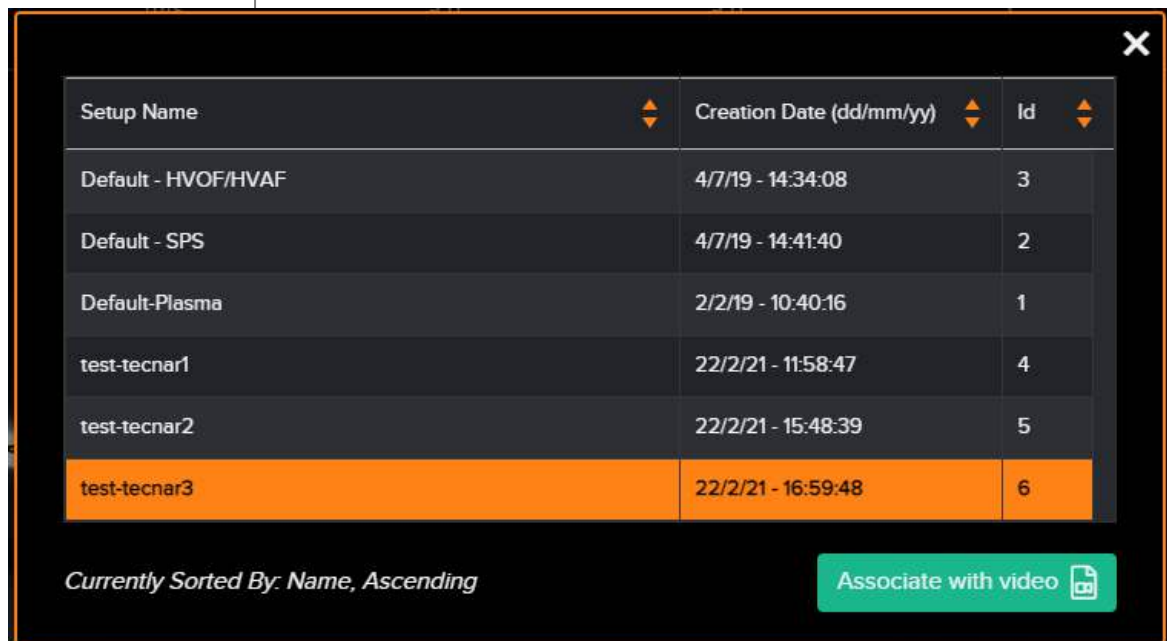 Setup Name Creation Date (dd/mm/yy) Id
Default - HVOF/HVAF 4/7/19 - 14:34:08 3
Default - SPS 4/7/19 - 14:41:40 2
Default-Plasma 2/2/19 - 10:40:16 1
test-tecnar1 22/2/21 - 11:58:47 4
test-tecnar2 22/2/21 - 15:48:39 5
test-tecnar3 22/2/21 - 16:59:48 6
Currently Sorted By: Name, Ascending Associate with video